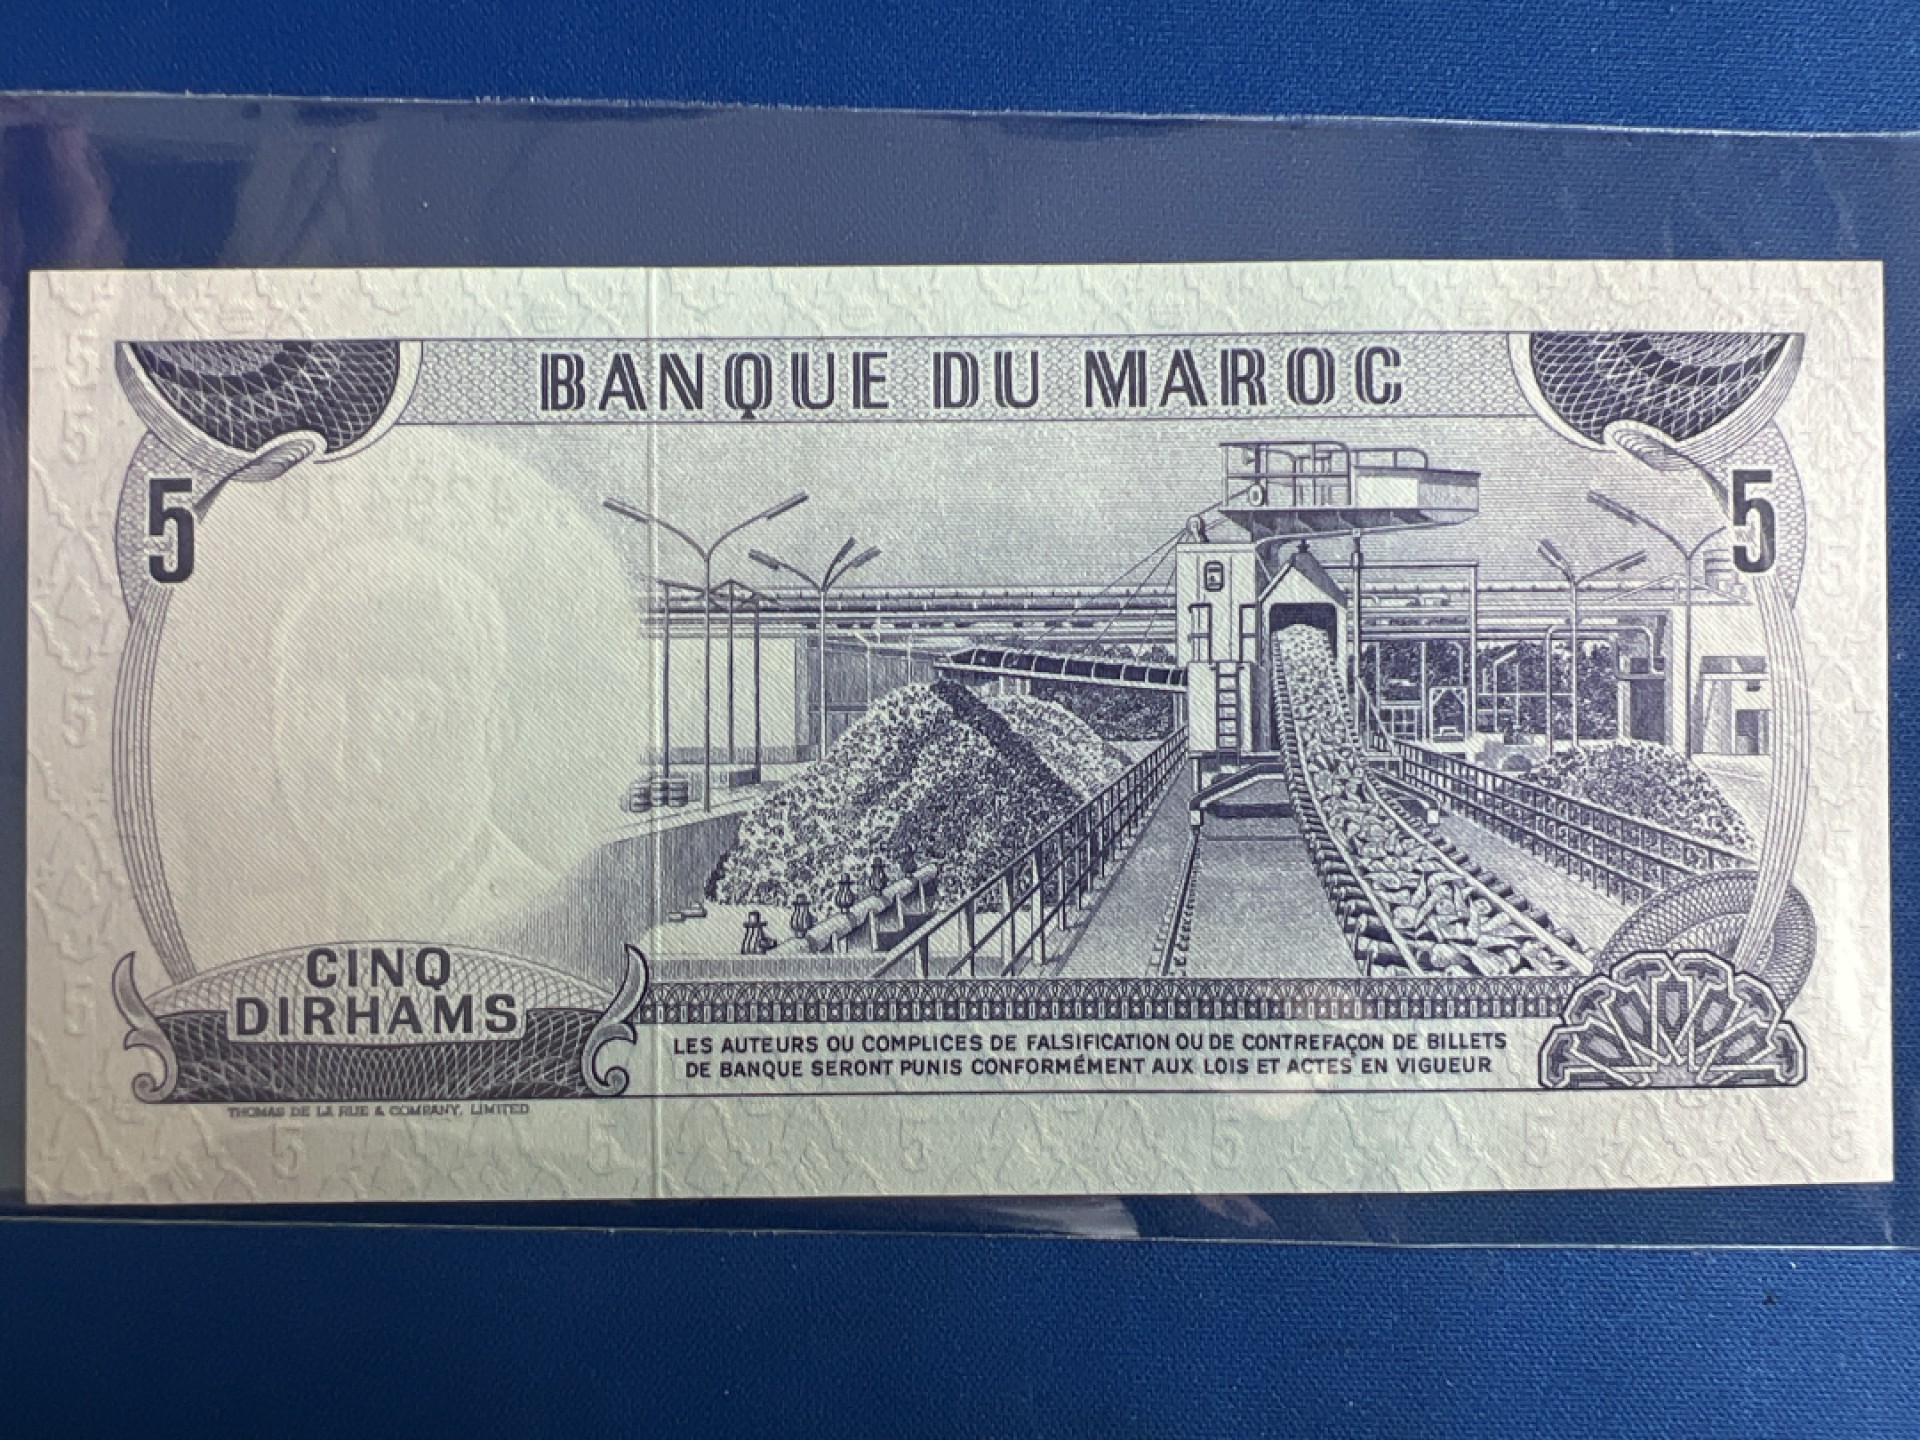 BANQUE DU MAROC
5
5
CINQ
DIRHAMS
LES AUTEURS OU COMPLICES DE FALSIFICATION OU DE CONTREFAÇON DE BILLETS
DE BANQUE SERONT PUNIS CONFORMÉMENT AUX LOIS ET ACTES EN VIGUEUR
THOMAS DE LA RUE & COMPANY, LIMITED